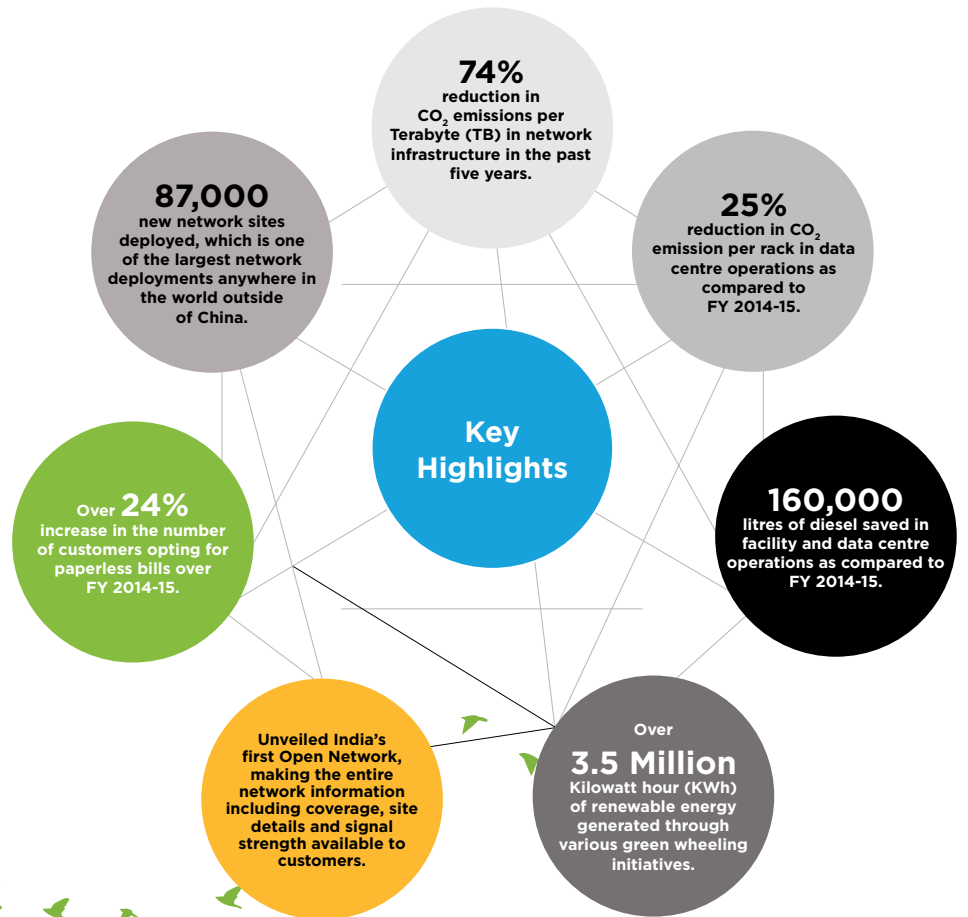 74%
reduction in
CO₂ emissions per
Terabyte (TB) in network
infrastructure in the past
five years.
87,000
new network sites
deployed, which is one
of the largest network
deployments anywhere in
the world outside
of China.
25%
reduction in CO₂
emission per rack in data
centre operations as
compared to
FY 2014-15.
Key
Highlights
Over 24%
increase in the number
of customers opting for
paperless bills over
FY 2014-15.
160,000
litres of diesel saved in
facility and data centre
operations as compared to
FY 2014-15.
Unveiled India's
first Open Network,
making the entire
network information
including coverage, site
details and signal
strength available to
customers.
Over
3.5 Million
Kilowatt hour (KWh)
of renewable energy
generated through
various green wheeling
initiatives.